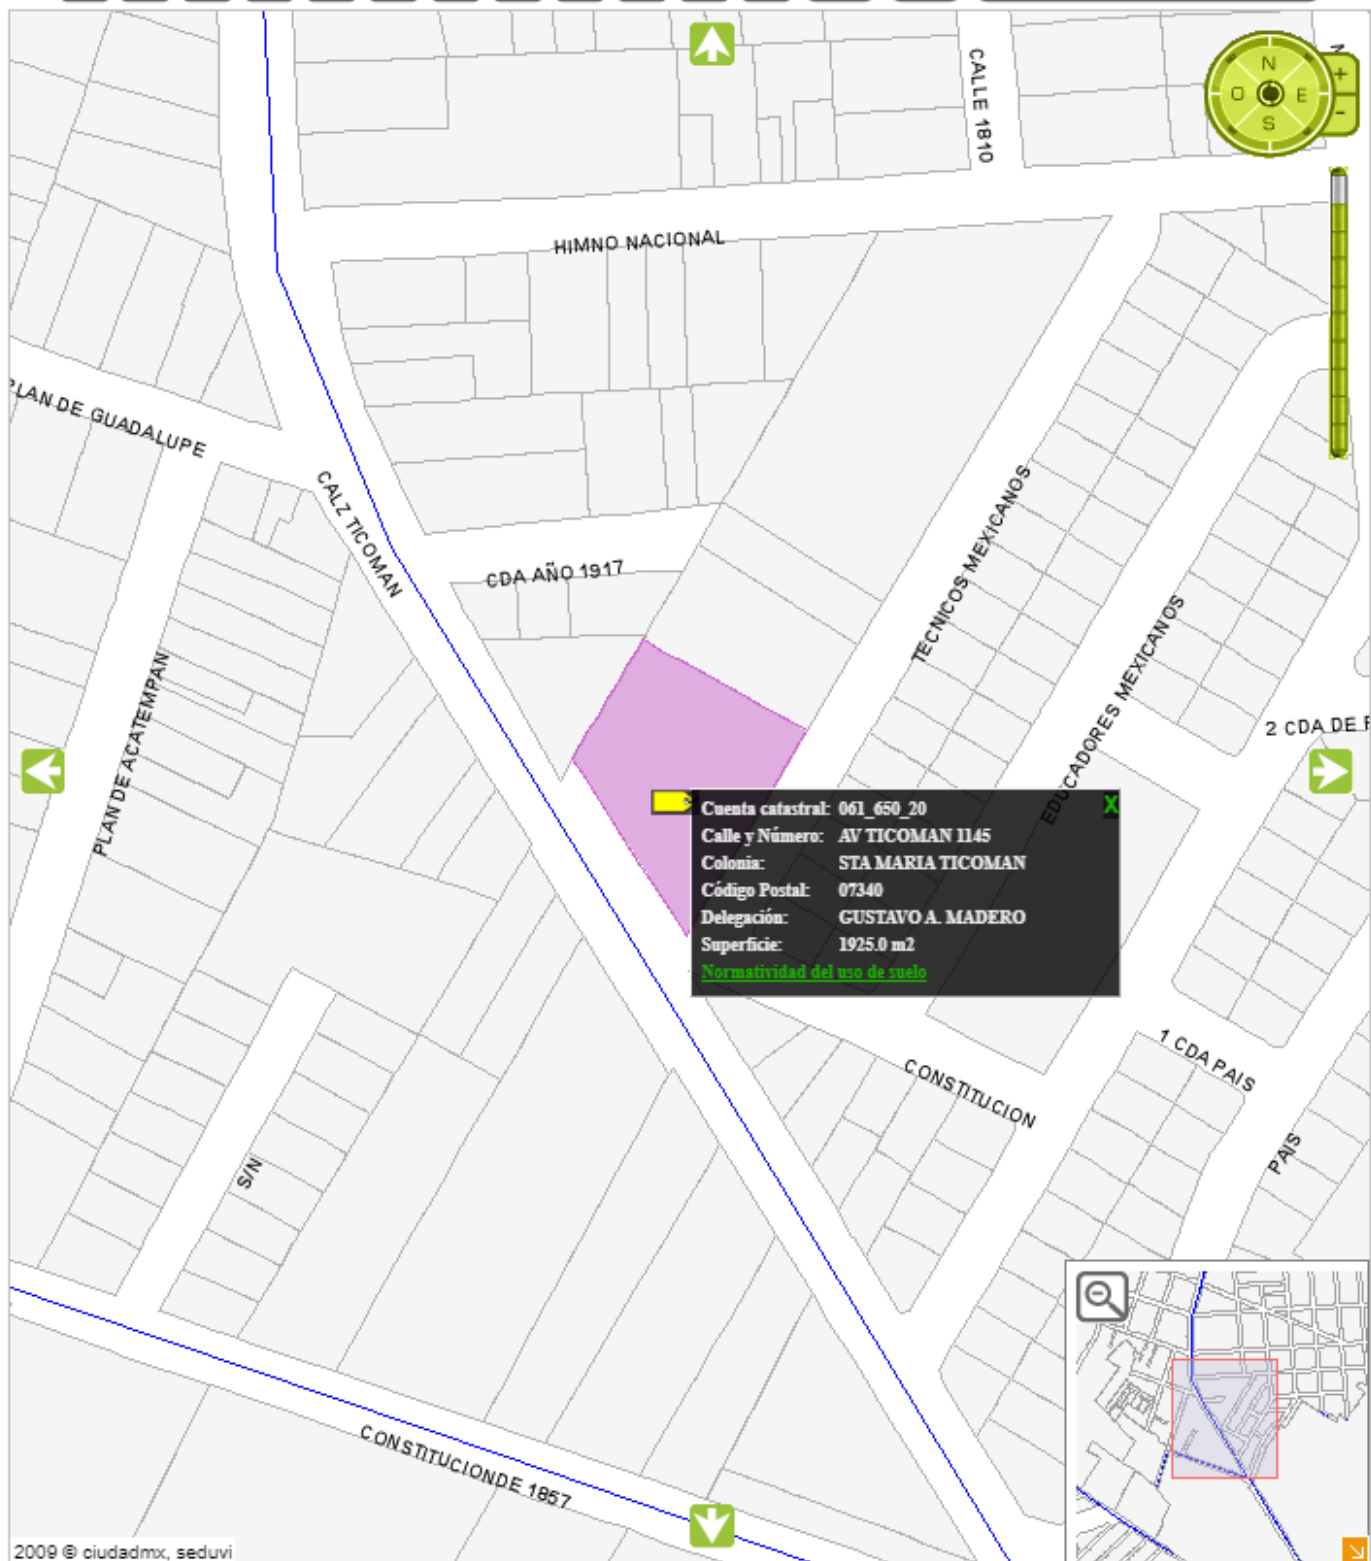 CALLE 1810
N
N
O
E
S
+
-
HIMNO NACIONAL
PLAN DE GUADALUPE
CALZ TICOMAN
CDA AÑO 1917
TECNICOS MEXICANOS
EDUCADORES MEXICANOS
PLAN DE ACATEMPAN
2 CDA DE
Cuenta catastral: 061_650_20
X
Calle y Número: AV TICOMAN 1145
Colonia: STA MARIA TICOMAN
Código Postal: 07340
Delegación: GUSTAVO A. MADERO
Superficie: 1925.0 m2
Normatividad del uso de suelo
1 CDA PAIS
CONSTITUCION
PAIS
S/N
CONSTITUCIONDE 1857
2009 © ciudadmx, seduvi